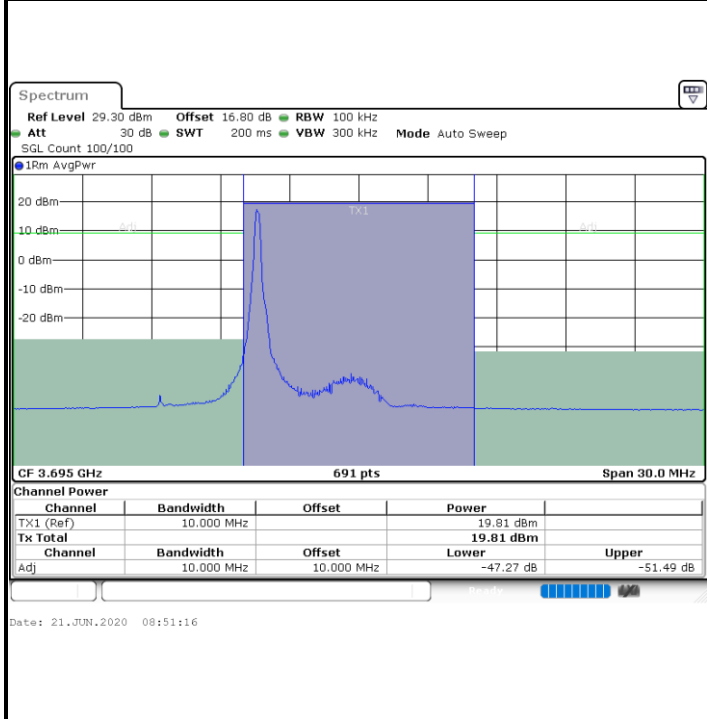 Spectrum
Ref Level 29.30 dBm Offset 16.80 dB RBW 100 kHz
Att 30 dB SWT 200 ms VBW 300 kHz Mode Auto Sweep
SGL Count 100/100
1Rm AvgPwr
20 dBm
TX1
10 dBm
Adj Adj
0 dBm
-10 dBm
-20 dBm
CF 3.695 GHz 691 pts Span 30.0 MHz
Channel Power
Channel Bandwidth Offset Power
TX1 (Ref) 10.000 MHz 19.81 dBm
Tx Total 19.81 dBm
Channel Bandwidth Offset Lower Upper
Adj 10.000 MHz 10.000 MHz -47.27 dB -51.49 dB
Ready
Date: 21.JUN.2020 08:51:16